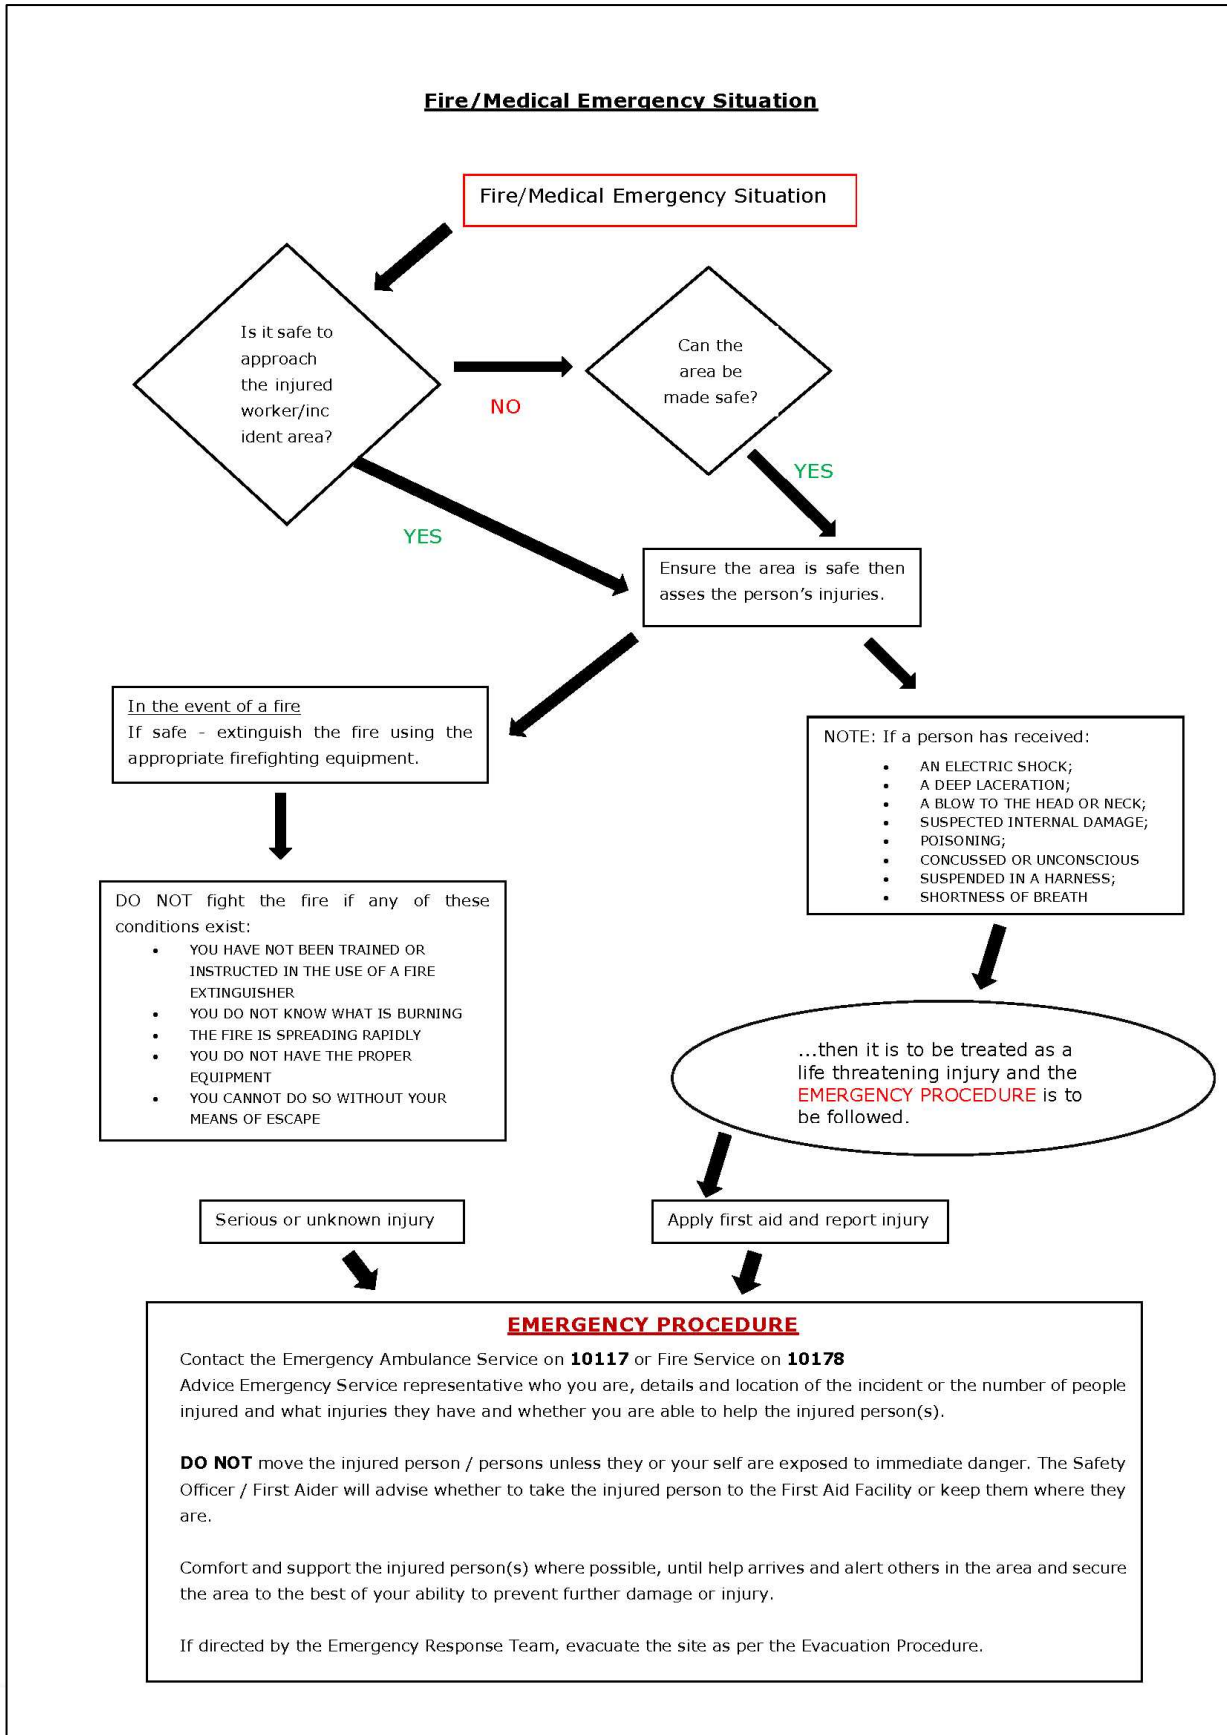 Fire/Medical Emergency Situation
Fire/Medical Emergency Situation
Is it safe to
approach
the injured
worker/inc
ident area?
NO
Can the
area be
made safe?
YES
YES
Ensure the area is safe then
asses the person's injuries.
In the event of a fire
If safe - extinguish the fire using the
appropriate firefighting equipment.
NOTE: If a person has received:
• AN ELECTRIC SHOCK;
• A DEEP LACERATION;
• A BLOW TO THE HEAD OR NECK;
• SUSPECTED INTERNAL DAMAGE;
• POISONING;
• CONCUSSED OR UNCONSCIOUS
• SUSPENDED IN A HARNESS;
• SHORTNESS OF BREATH
DO NOT fight the fire if any of these
conditions exist:
• YOU HAVE NOT BEEN TRAINED OR
INSTRUCTED IN THE USE OF A FIRE
EXTINGUISHER
• YOU DO NOT KNOW WHAT IS BURNING
• THE FIRE IS SPREADING RAPIDLY
• YOU DO NOT HAVE THE PROPER
EQUIPMENT
• YOU CANNOT DO SO WITHOUT YOUR
MEANS OF ESCAPE
...then it is to be treated as a
life threatening injury and the
EMERGENCY PROCEDURE is to
be followed.
Serious or unknown injury
Apply first aid and report injury
EMERGENCY PROCEDURE
Contact the Emergency Ambulance Service on 10117 or Fire Service on 10178
Advice Emergency Service representative who you are, details and location of the incident or the number of people
injured and what injuries they have and whether you are able to help the injured person(s).
DO NOT move the injured person / persons unless they or your self are exposed to immediate danger. The Safety
Officer / First Aider will advise whether to take the injured person to the First Aid Facility or keep them where they
are.
Comfort and support the injured person(s) where possible, until help arrives and alert others in the area and secure
the area to the best of your ability to prevent further damage or injury.
If directed by the Emergency Response Team, evacuate the site as per the Evacuation Procedure.